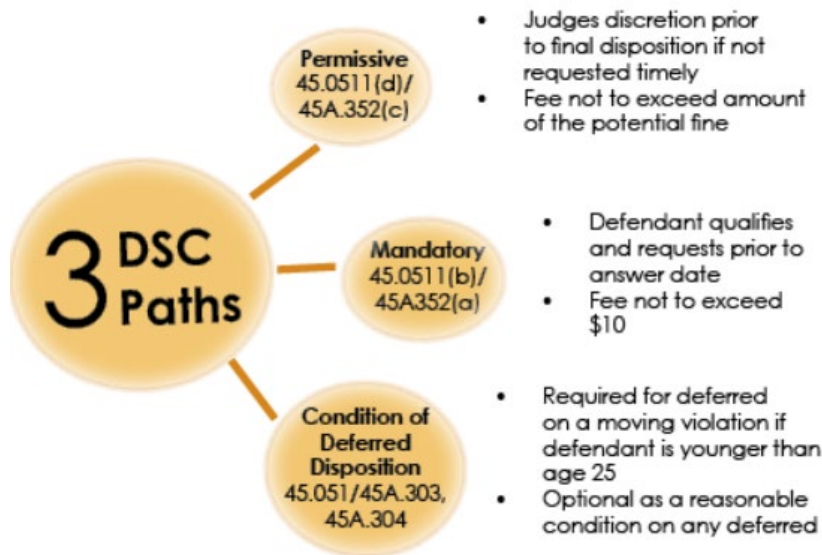 3 DSC
Paths
Permissive
45.0511(d)/
45A.352(c)
• Judges discretion prior
to final disposition if not
requested timely
• Fee not to exceed amount
of the potential fine
Mandatory
45.0511(b)/
45A352(a)
• Defendant qualifies
and requests prior to
answer date
• Fee not to exceed
$10
Condition of
Deferred
Disposition
45.051/45A.303,
45A.304
• Required for deferred
on a moving violation if
defendant is younger than
age 25
• Optional as a reasonable
condition on any deferred